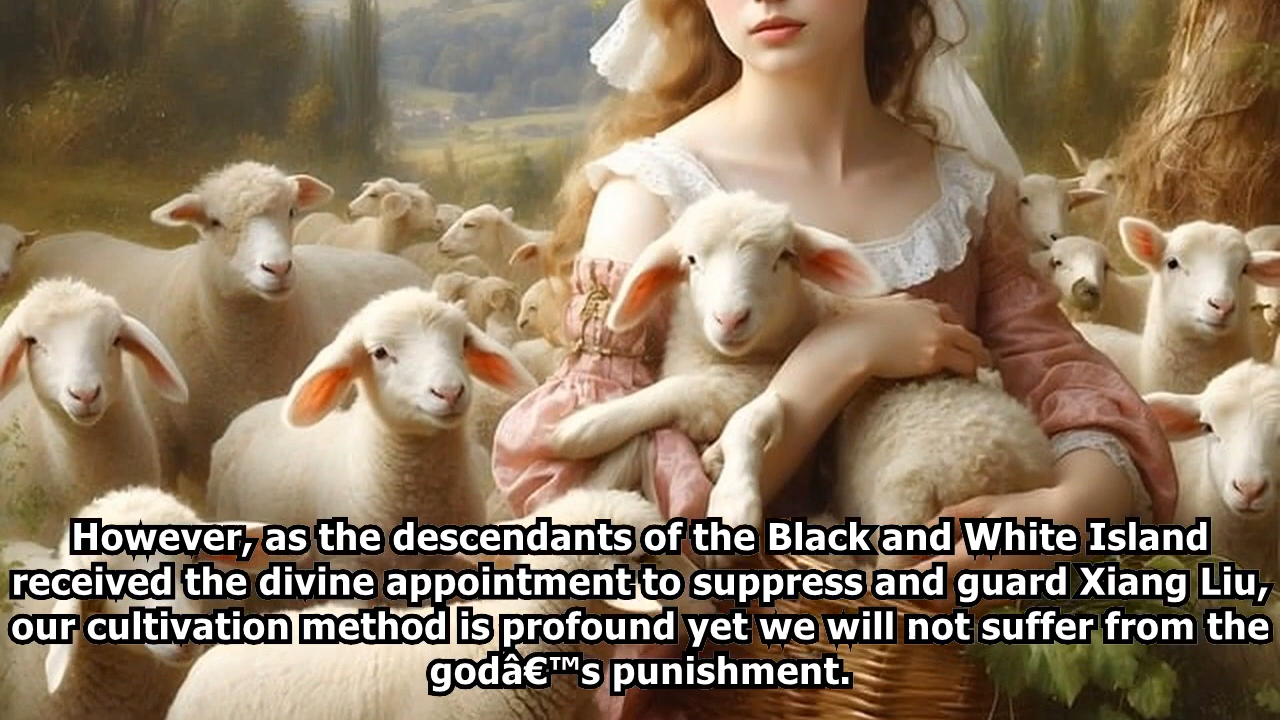 However, as the descendants of the Black and White Island
received the divine appointment to suppress and guard Xiang Liu,
our cultivation method is profound yet we will not suffer from the
godâ€™s punishment.